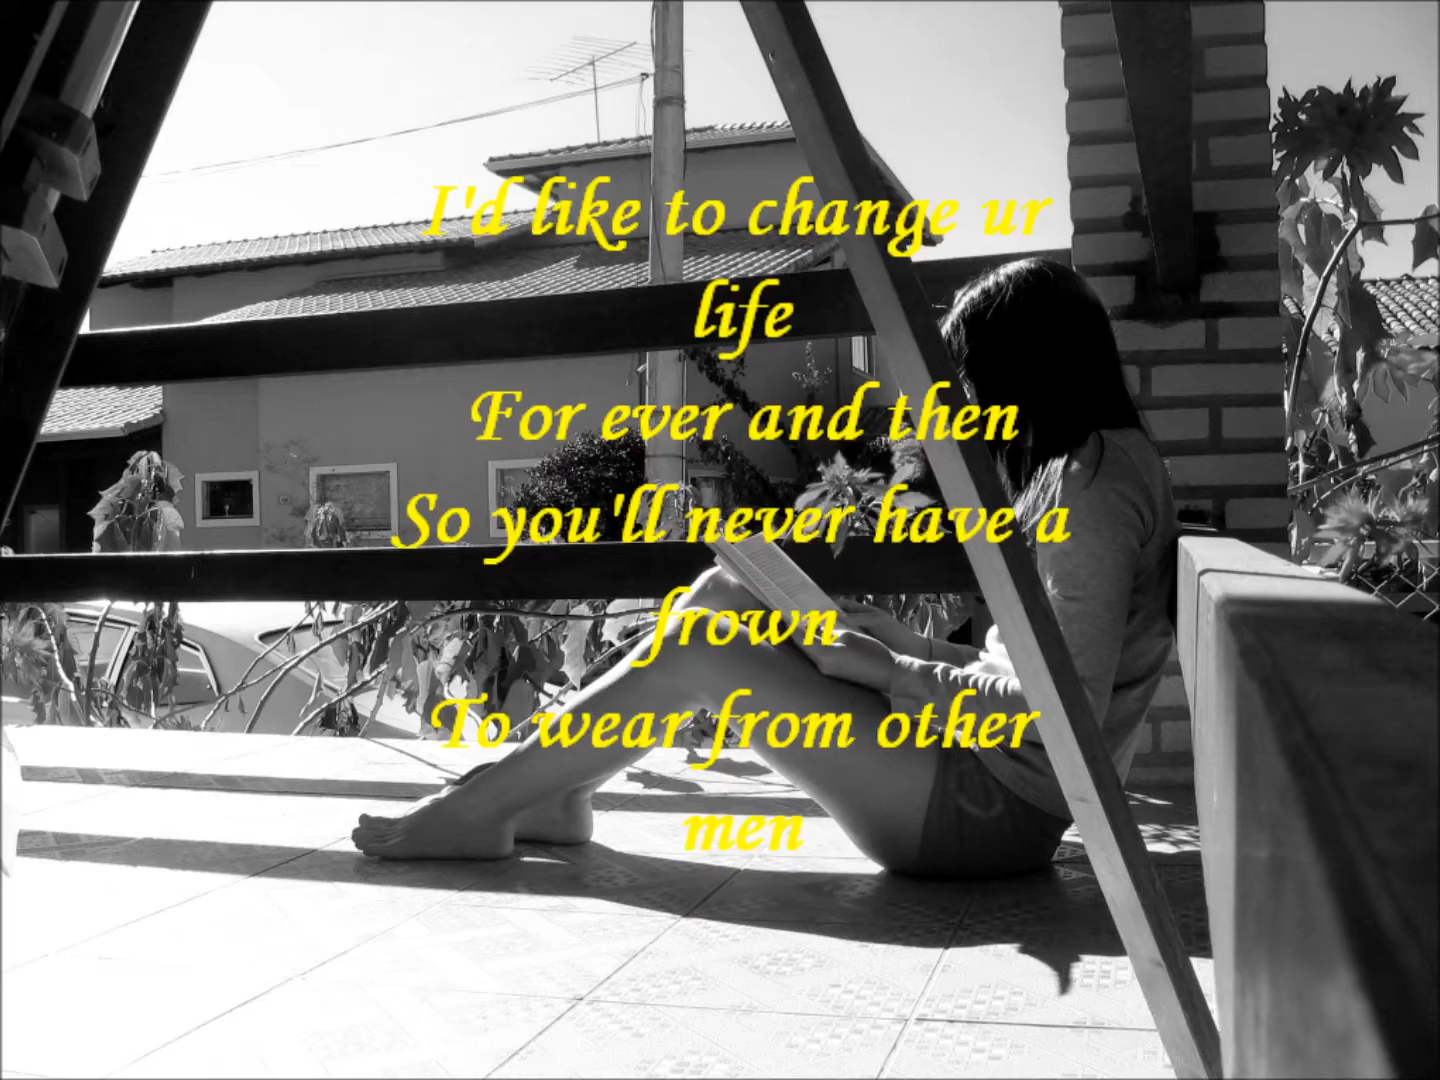 I'd like to change ur
life
For ever and then
So you'll never have a
frown
To wear from other
men